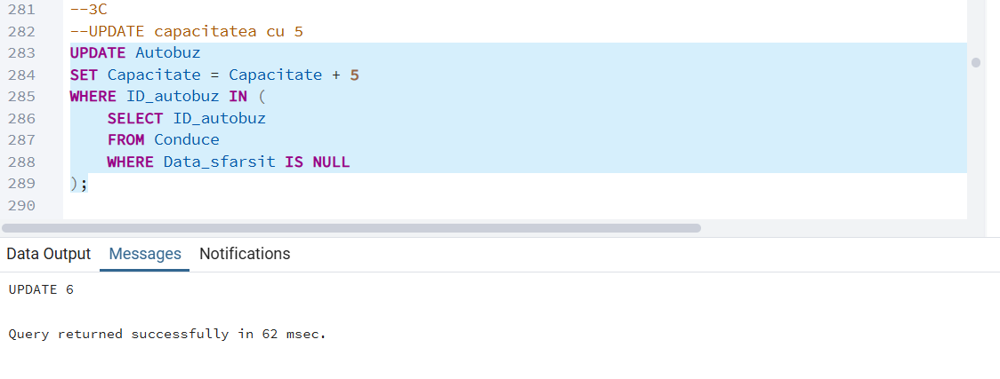 281 --3C
282 --UPDATE capacitatea cu 5
283 UPDATE Autobuz
284 SET Capacitate = Capacitate + 5
285 WHERE ID_autobuz IN (
286 SELECT ID_autobuz
287 FROM Conduce
288 WHERE Data_sfarsit IS NULL
289 );
290
Data Output Messages Notifications
UPDATE 6
Query returned successfully in 62 msec.